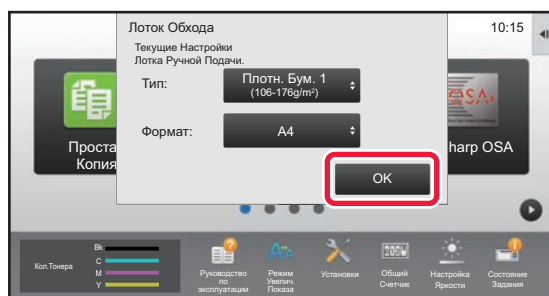 Лоток Обхода
10:15
Текущие Настройки
Лотка Ручной Подачи.
Тип:
Плотн. Бум. 1
(106-176g/m²)
Формат:
A4
OK
Проста
Копия
harp OSA
Кол.Тонера
Bk
C
M
Y
Руководство
по
эксплуатации
Режим
Увелич.
Показа
Установки
Общий
Счетчик
Настройка
Яркости
Состояние
Задания